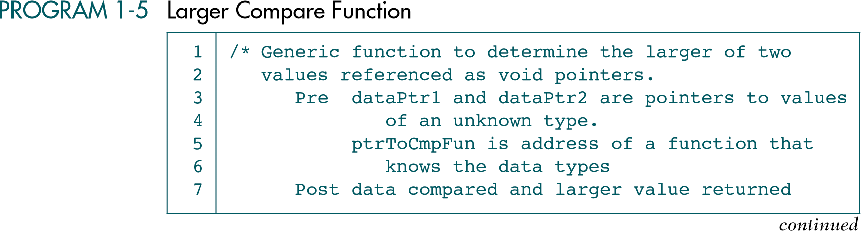 PROGRAM 1-5 Larger Compare Function
1 /* Generic function to determine the larger of two
2 values referenced as void pointers.
3 Pre dataPtr1 and dataPtr2 are pointers to values
4 of an unknown type.
5 ptrToCmpFun is address of a function that
6 knows the data types
7 Post data compared and larger value returned
continued